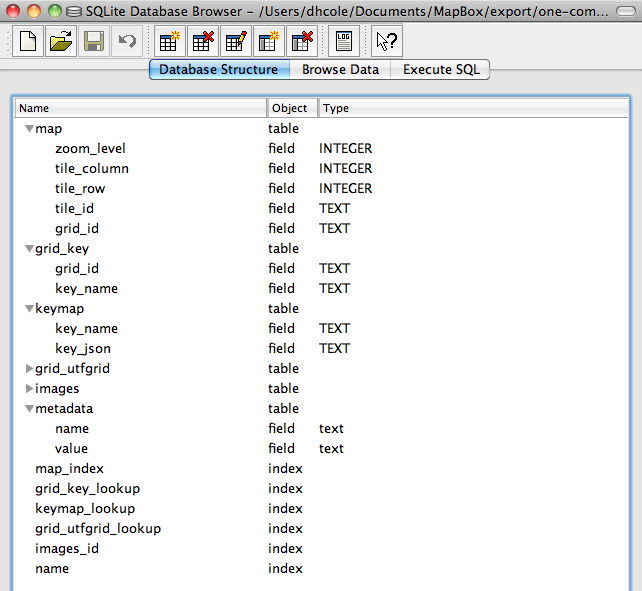 SQLite Database Browser – /Users/dhcole/Documents/MapBox/export/one-com...
LOG
Database Structure Browse Data Execute SQL
Name Object Type
map table
zoom_level field INTEGER
tile_column field INTEGER
tile_row field INTEGER
tile_id field TEXT
grid_id field TEXT
grid_key table
grid_id field TEXT
key_name field TEXT
keymap table
key_name field TEXT
key_json field TEXT
grid_utfgrid table
images table
metadata table
name field text
value field text
map_index index
grid_key_lookup index
keymap_lookup index
grid_utfgrid_lookup index
images_id index
name index